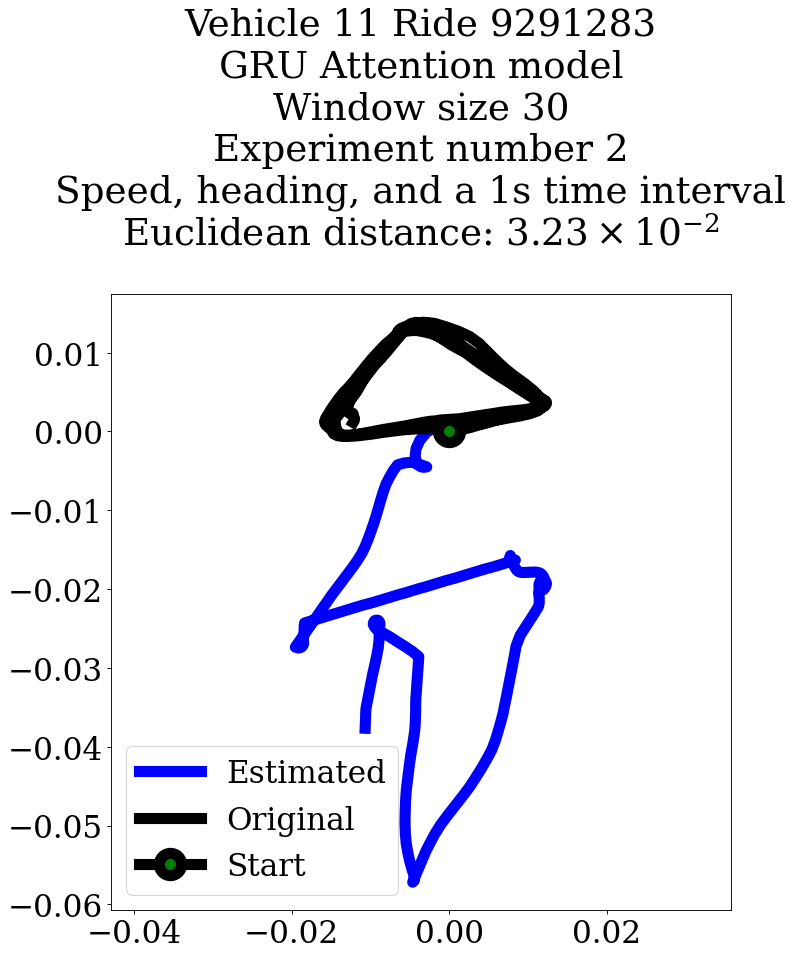 Vehicle 11 Ride 9291283
GRU Attention model
Window size 30
Experiment number 2
Speed, heading, and a 1s time interval
Euclidean distance: 3.23 × 10⁻²
0.01
0.00
−0.01
−0.02
−0.03
−0.04
−0.05
−0.06
Estimated
Original
Start
−0.04 −0.02 0.00 0.02